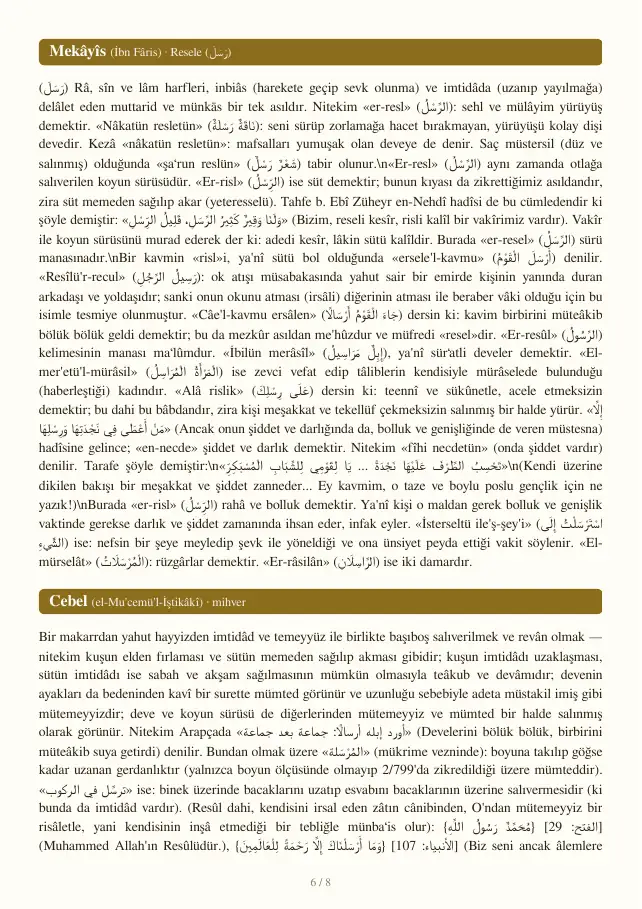 Mekâyîs (İbn Fâris) · Resele (رَسَلَ)
(رَسَلَ) Râ, sîn ve lâm harfleri, inbiâs (harekete geçip sevk olunma) ve imtidâda (uzanıp yayılmağa)
delâlet eden muttarid ve münkās bir tek asıldır. Nitekim «er-resl» (الرَّسْلُ): sehl ve mülâyim yürüyüş
demektir. «Nâkatün resletün» (نَاقَةٌ رَسْلَةٌ): seni sürüp zorlamağa hacet bırakmayan, yürüyüşü kolay dişi
devedir. Kezâ «nâkatün resletün»: mafsalları yumuşak olan deveye de denir. Saç müstersil (düz ve
salınmış) olduğunda «şa‘run reslün» (شَعَرٌ رَسْلٌ) tabir olunur.\n«Er-resl» (الرَّسْلُ) aynı zamanda otlağa
salıverilen koyun sürüsüdür. «Er-risl» (الرِّسْلُ) ise süt demektir; bunun kıyası da zikrettiğimiz asıldandır,
zira süt memeden sağılıp akar (yeteresselü). Tahfe b. Ebî Züheyr en-Nehdî hadîsi de bu cümledendir ki
şöyle demiştir: «وَلَنَا وَقِيرٌ كَثِيرُ الرَّسَلِ، قَلِيلُ الرِّسْلِ» (Bizim, reseli kesîr, risli kalîl bir vakîrimiz vardır). Vakîr
ile koyun sürüsünü murad ederek der ki: adedi kesîr, lâkin sütü kalîldir. Burada «er-resel» (الرَّسَلُ) sürü
manasınadır.\nBir kavmin «risl»i, ya'nî sütü bol olduğunda «ersele'l-kavmu» (أَرْسَلَ الْقَوْمُ) denilir.
«Resîlü'r-recul» (رَسِيلُ الرَّجُلِ): ok atışı müsabakasında yahut sair bir emirde kişinin yanında duran
arkadaşı ve yoldaşıdır; sanki onun okunu atması (irsâli) diğerinin atması ile beraber vâki olduğu için bu
isimle tesmiye olunmuştur. «Câe'l-kavmu ersâlen» (جَاءَ الْقَوْمُ أَرْسَالًا) dersin ki: kavim birbirini müteâkib
bölük bölük geldi demektir; bu da mezkûr asıldan me'hûzdur ve müfredi «resel»dir. «Er-resûl» (الرَّسُولُ)
kelimesinin manası ma'lûmdur. «İbilün merâsîl» (إِبِلٌ مَرَاسِيلُ), ya'nî sür'atli develer demektir. «El-
mer'etü'l-mürâsil» (الْمَرْأَةُ الْمُرَاسِلُ) ise zevci vefat edip tâliblerin kendisiyle mürâselede bulunduğu
(haberleştiği) kadındır. «Alâ rislik» (عَلَى رِسْلِكَ) dersin ki: teennî ve sükûnetle, acele etmeksizin
demektir; bu dahi bu bâbdandır, zira kişi meşakkat ve tekellüf çekmeksizin salınmış bir halde yürür. «إِلَّا
مَنْ أَعْطَى فِي نَجْدَتِهَا وَرِسْلِهَا» (Ancak onun şiddet ve darlığında da, bolluk ve genişliğinde de veren müstesna)
hadîsine gelince; «en-necde» şiddet ve darlık demektir. Nitekim «fîhi necdetün» (onda şiddet vardır)
denilir. Tarafe şöyle demiştir:\n«تَحْسِبُ الطَّرْفَ عَلَيْهَا نَجْدَةً ... يَا لِقَوْمِي لِلشَّبَابِ الْمُسْبَكِرّْ»\n(Kendi üzerine
dikilen bakışı bir meşakkat ve şiddet zanneder... Ey kavmim, o taze ve boylu poslu gençlik için ne
yazık!)\nBurada «er-risl» (الرِّسْلُ) rahâ ve bolluk demektir. Ya'nî kişi o maldan gerek bolluk ve genişlik
vaktinde gerekse darlık ve şiddet zamanında ihsan eder, infak eyler. «İsterseltü ile'ş-şey'i» (اسْتَرْسَلْتُ إِلَى
الشَّيءِ) ise: nefsin bir şeye meyledip şevk ile yöneldiği ve ona ünsiyet peyda ettiği vakit söylenir. «El-
mürselât» (الْمُرْسَلَاتُ): rüzgârlar demektir. «Er-râsilân» (الرَّاسِلَانِ) ise iki damardır.
Cebel (el-Mu'cemü'l-İştikâkî) · mihver
Bir makarrdan yahut hayyizden imtidâd ve temeyyüz ile birlikte başıboş salıverilmek ve revân olmak —
nitekim kuşun elden fırlaması ve sütün memeden sağılıp akması gibidir; kuşun imtidâdı uzaklaşması,
sütün imtidâdı ise sabah ve akşam sağılmasının mümkün olmasıyla teâkub ve devâmıdır; devenin
ayakları da bedeninden kavî bir surette mümted görünür ve uzunluğu sebebiyle adeta müstakil imiş gibi
mütemeyyizdir; deve ve koyun sürüsü de diğerlerinden mütemeyyiz ve mümted bir halde salınmış
olarak görünür. Nitekim Arapçada «أورد إبله أرسالًا: جماعة بعد جماعة» (Develerini bölük bölük, birbirini
müteâkib suya getirdi) denilir. Bundan olmak üzere «المُرْسَلة» (mükrime vezninde): boyuna takılıp göğse
kadar uzanan gerdanlıktır (yalnızca boyun ölçüsünde olmayıp 2/799'da zikredildiği üzere mümteddir).
«ترسَّل في الركوب» ise: binek üzerinde bacaklarını uzatıp esvabını bacaklarının üzerine salıvermesidir (ki
bunda da imtidâd vardır). (Resûl dahi, kendisini irsal eden zâtın cânibinden, O'ndan mütemeyyiz bir
risâletle, yani kendisinin inşâ etmediği bir tebliğle münba‘is olur): {مُحَمَّدٌ رَسُولُ اللَّهِ} [الفتح: 29]
(Muhammed Allah'ın Resûlüdür.), {وَمَا أَرْسَلْنَاكَ إِلَّا رَحْمَةً لِلْعَالَمِينَ} [الأنبياء: 107] (Biz seni ancak âlemlere
6 / 8